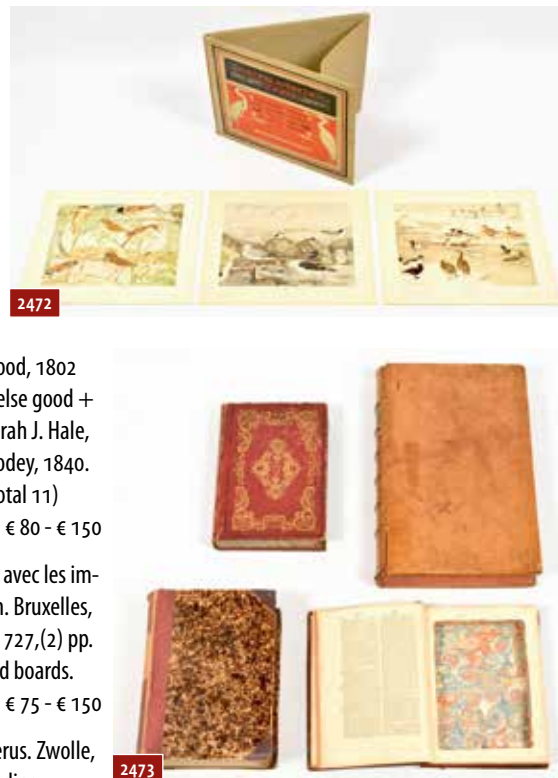 2472
ood, 1802
else good +
rah J. Hale,
odey, 1840.
otal 11)
€ 80 - € 150
avec les im-
n. Bruxelles,
727,(2) pp.
d boards.
€ 75 - € 150
erus. Zwolle,
2473